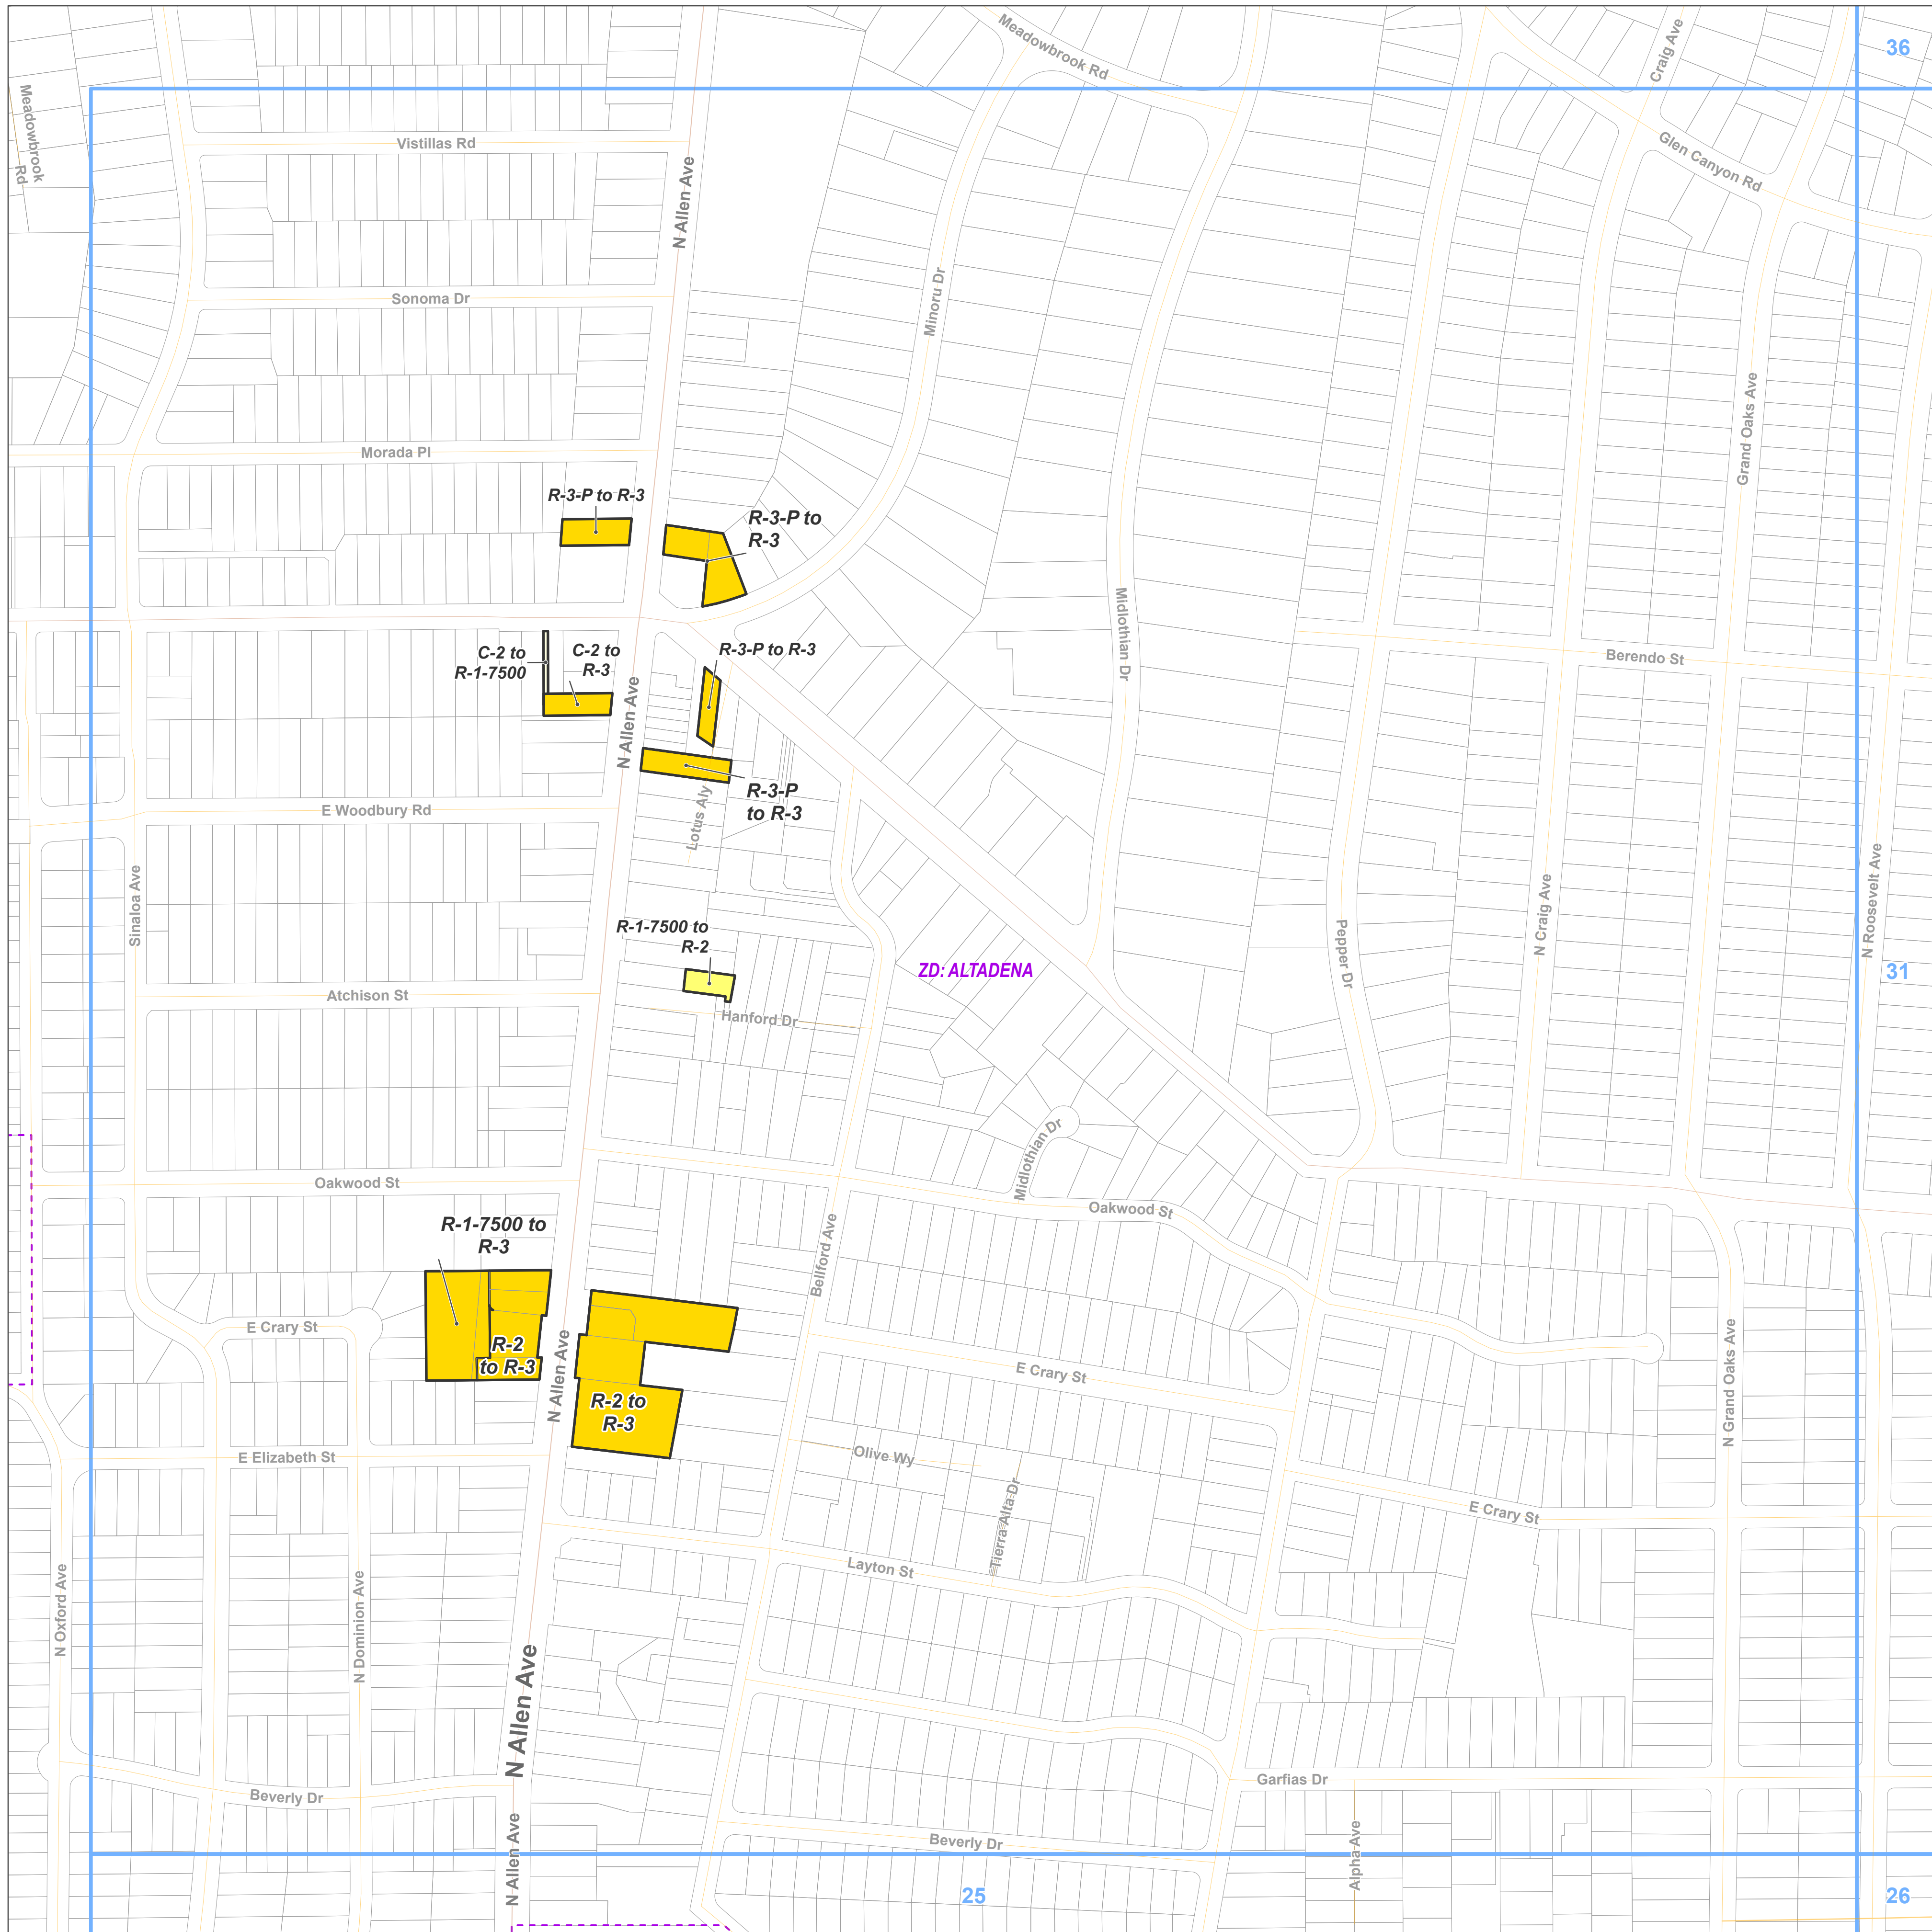 Meadowbrook Rd
Craig Ave
36
Meadowbrook
Rd
Vistillas Rd
Glen Canyon Rd
N Allen Ave
Sonoma Dr
Minoru Dr
Grand Oaks Ave
Morada Pl
R-3-P to R-3
R-3-P to
R-3
Midlothian Dr
C-2 to
R-1-7500
C-2 to
R-3
R-3-P to R-3
Berendo St
N Allen Ave
R-3-P
to R-3
E Woodbury Rd
Lotus Aly
Sinaloa Ave
N Craig Ave
N Roosevelt Ave
R-1-7500 to
R-2
Pepper Dr
ZD: ALTADENA
31
Atchison St
Hanford Dr
Midlothian Dr
Oakwood St
Oakwood St
R-1-7500 to
R-3
Bellford Ave
E Crary St
R-2
to R-3
N Allen Ave
E Crary St
N Grand Oaks Ave
R-2 to
R-3
E Elizabeth St
Olive Wy
Tierra Alta Dr
E Crary St
Layton St
N Oxford Ave
N Dominion Ave
N Allen Ave
Garfias Dr
Beverly Dr
Beverly Dr
N Allen Ave
Alpha Ave
25
26